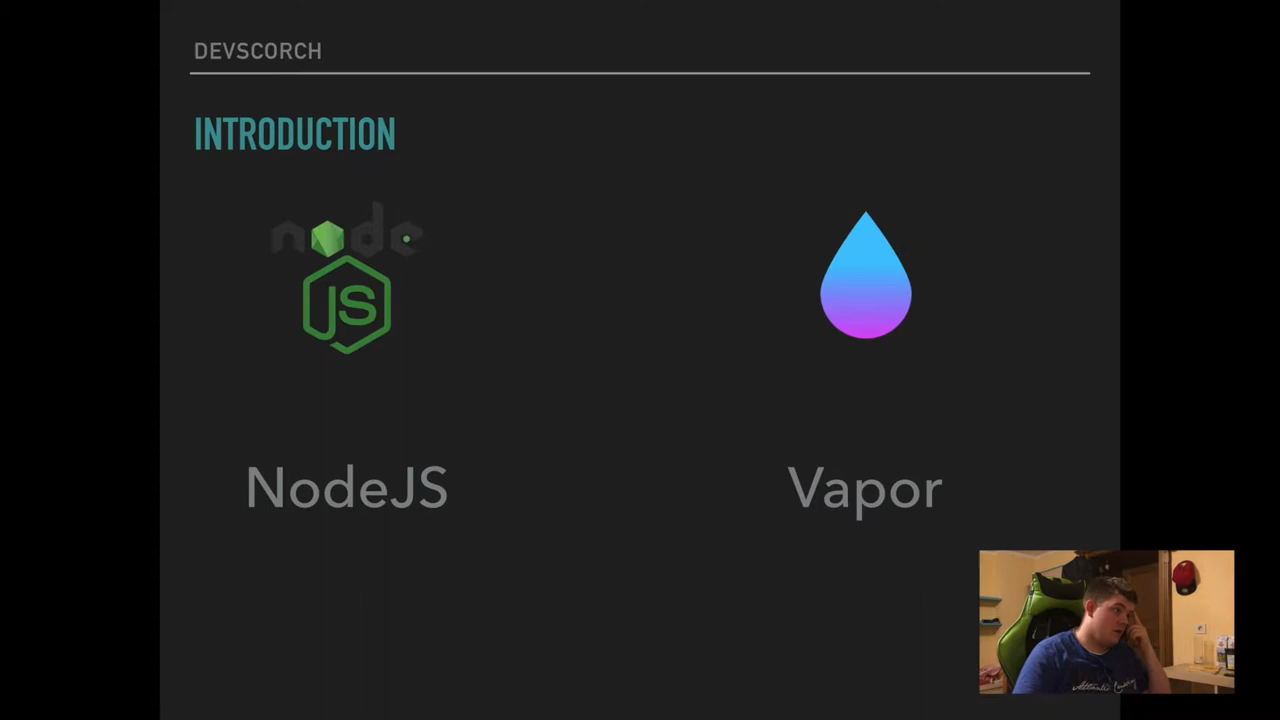 DEVSCORCH
INTRODUCTION
node
JS
NodeJS
Vapor